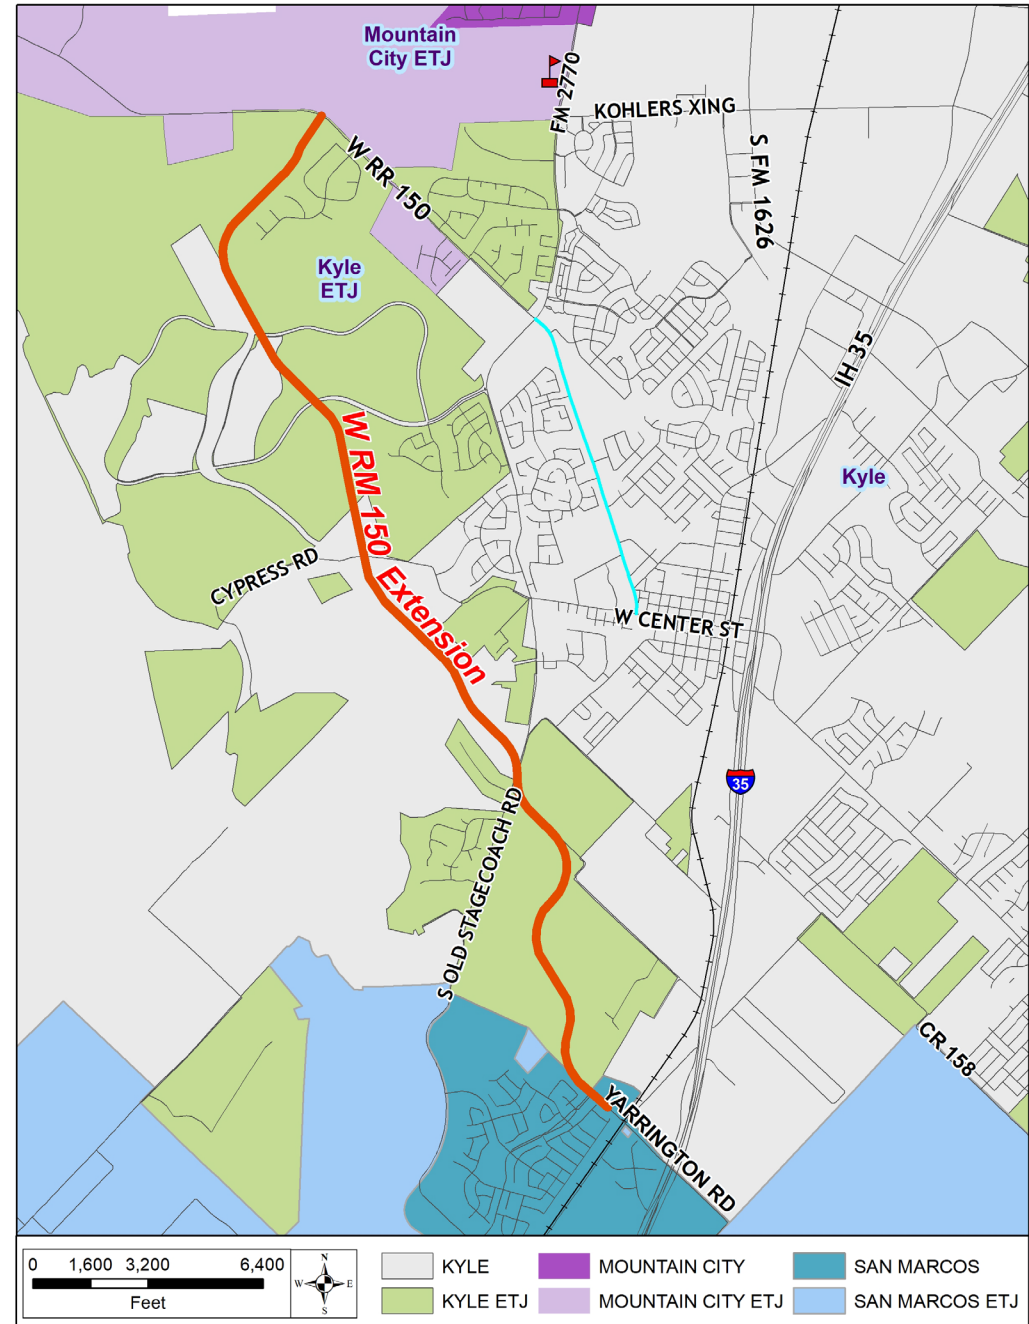 Mountain
City ETJ
FM 2770
KOHLERS XING
S FM 1626
W RR 150
Kyle
ETJ
IH 35
W RM 150 Extension
Kyle
CYPRESS RD
W CENTER ST
35
S OLD STAGECOACH RD
CR 158
YARRINGTON RD
0 1,600 3,200 6,400
Feet
N
W E
S
KYLE
MOUNTAIN CITY
SAN MARCOS
KYLE ETJ
MOUNTAIN CITY ETJ
SAN MARCOS ETJ